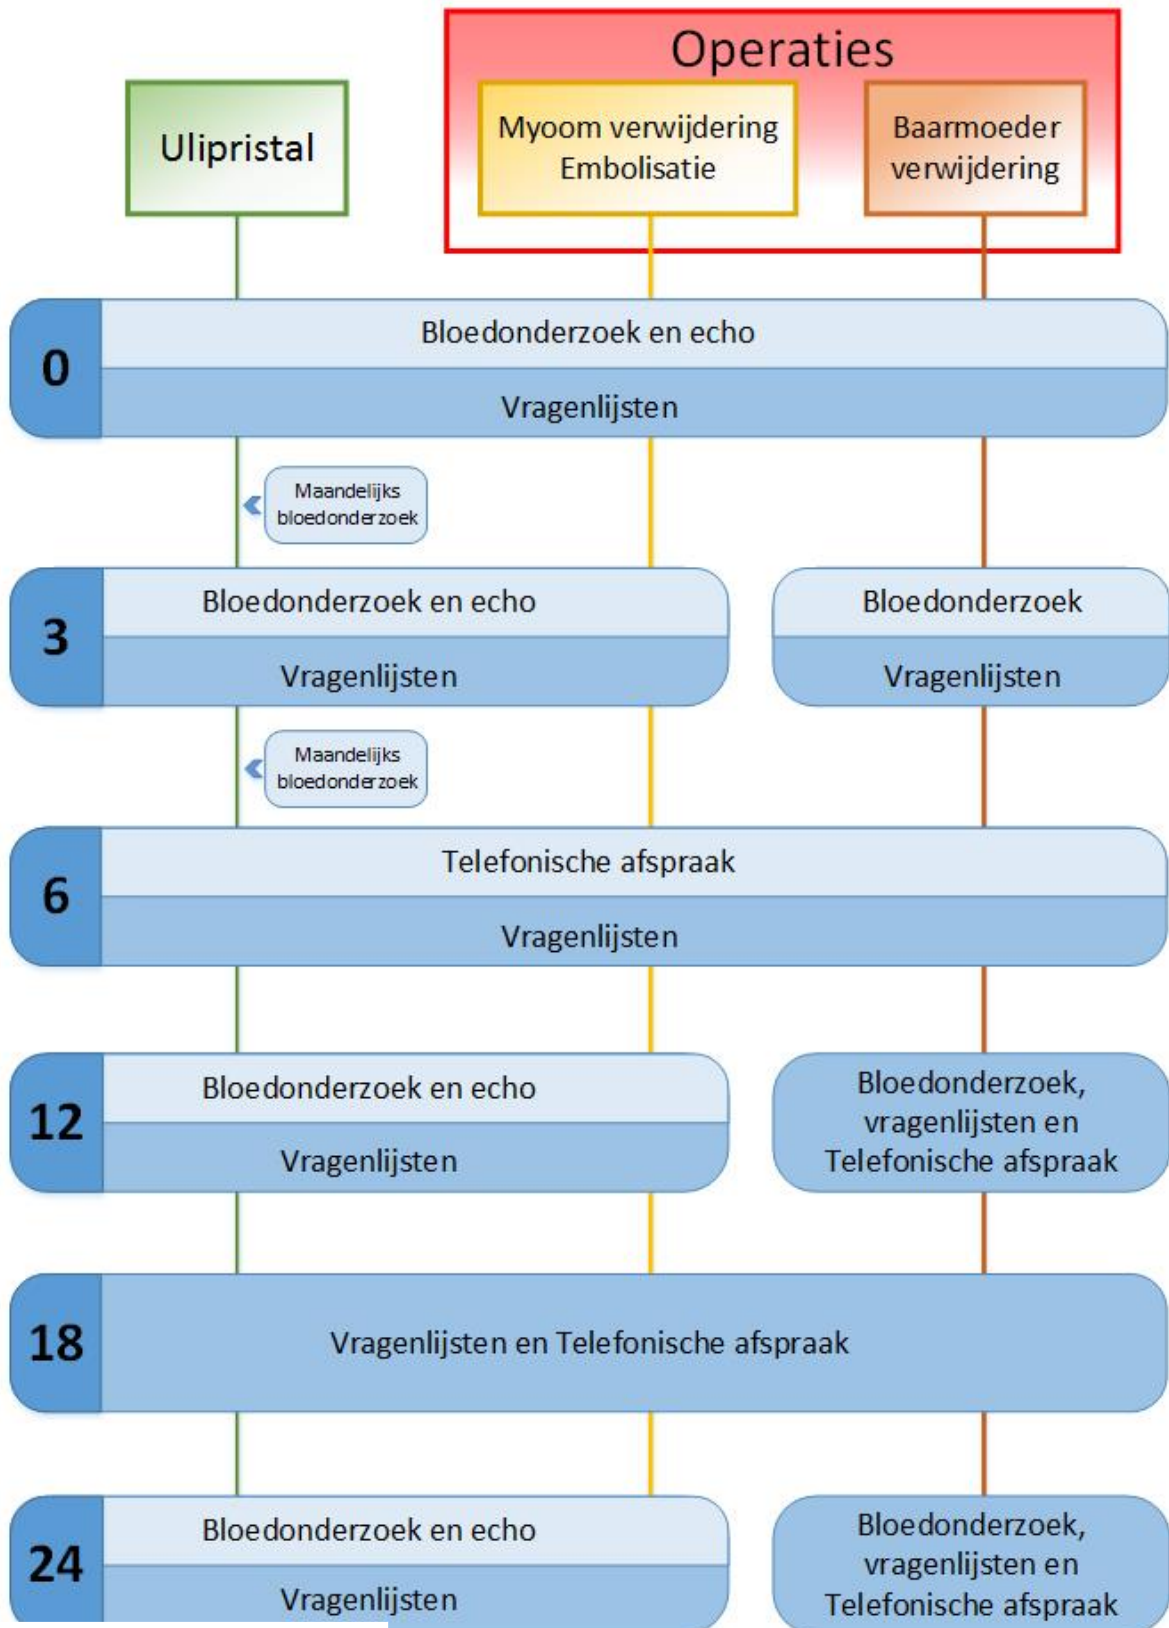 Operaties
Ulipristal
Myoom verwijdering
Embolisatie
Baarmoeder
verwijdering
0
Bloedonderzoek en echo
Vragenlijsten
Maandelijks
bloedonderzoek
3
Bloedonderzoek en echo
Vragenlijsten
Bloedonderzoek
Vragenlijsten
Maandelijks
bloedonderzoek
6
Telefonische afspraak
Vragenlijsten
12
Bloedonderzoek en echo
Vragenlijsten
Bloedonderzoek,
vragenlijsten en
Telefonische afspraak
18
Vragenlijsten en Telefonische afspraak
24
Bloedonderzoek en echo
Vragenlijsten
Bloedonderzoek,
vragenlijsten en
Telefonische afspraak